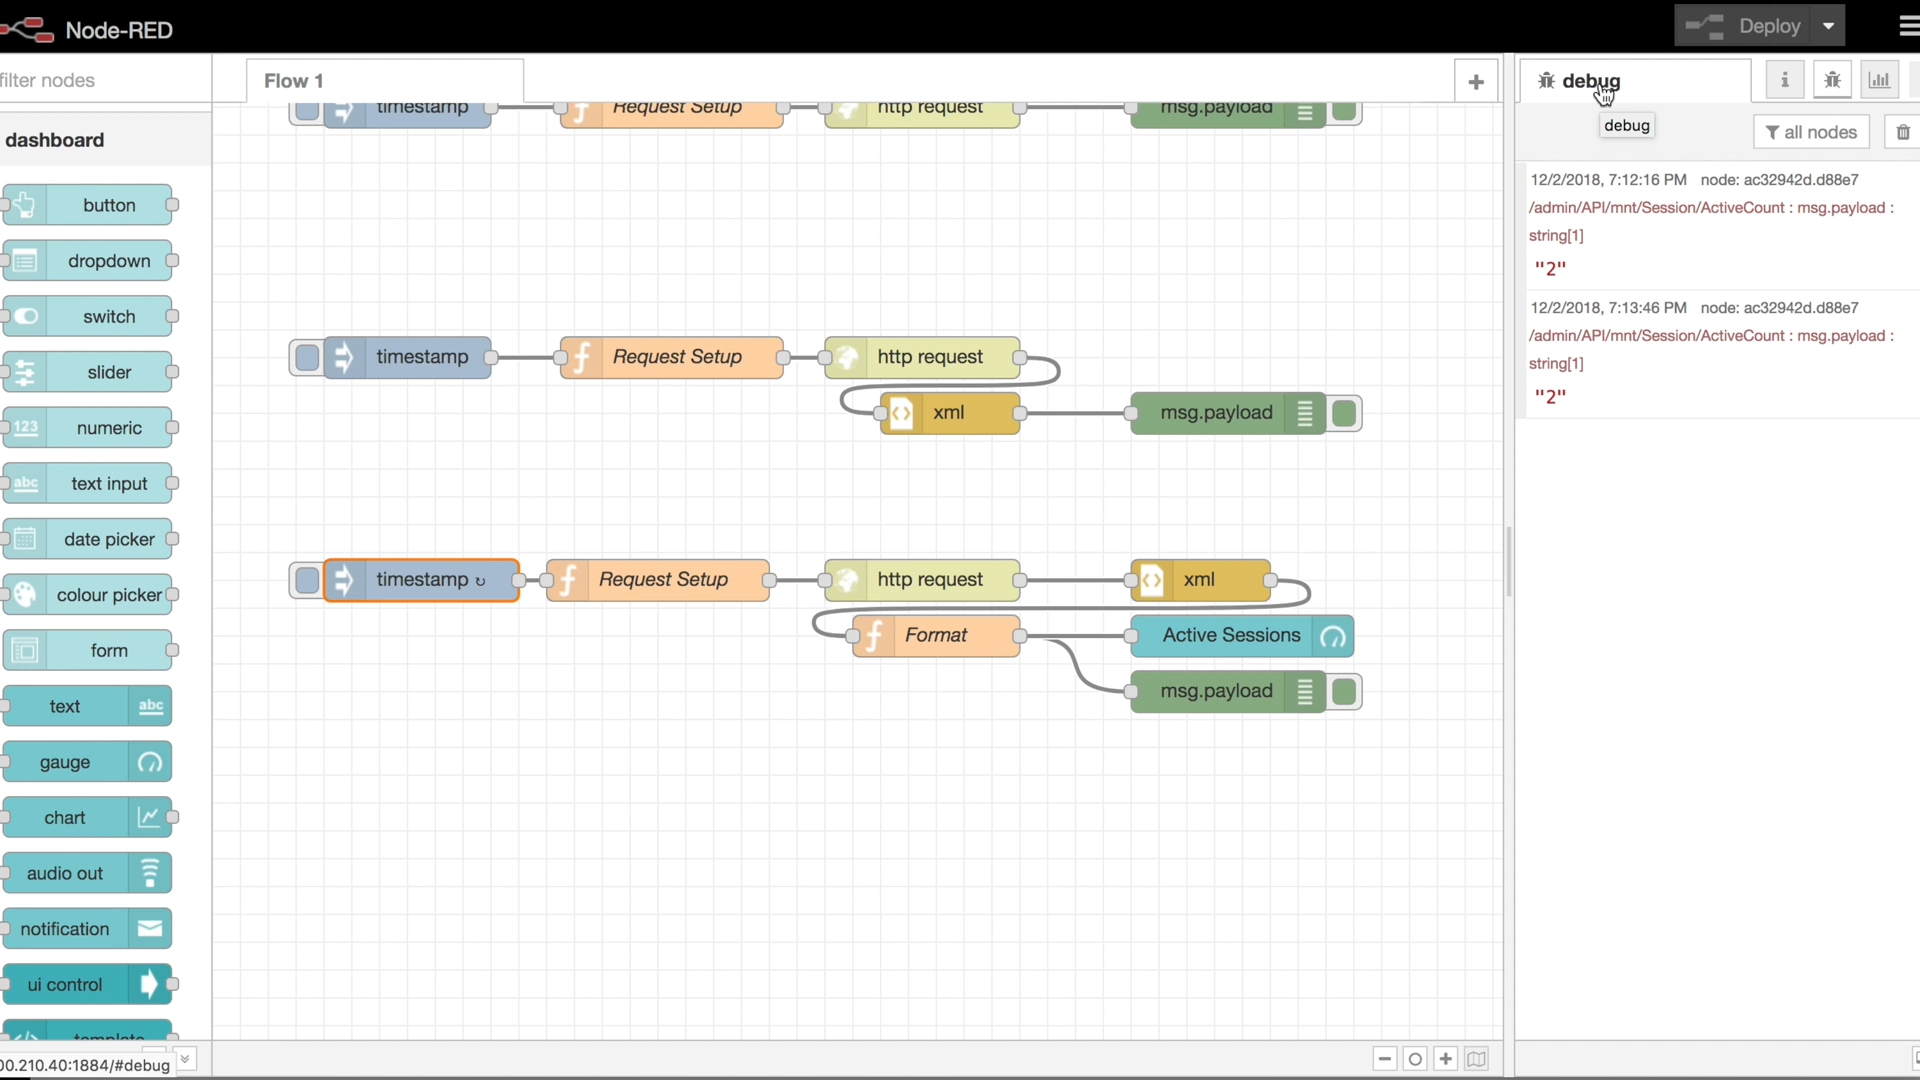 Node-RED
Deploy
filter nodes
Flow 1
debug
debug
all nodes
dashboard
button
dropdown
switch
slider
123
numeric
abc
text input
date picker
colour picker
form
text
abc
gauge
chart
audio out
notification
ui control
template
00.210.40:1884/#debug
timestamp
Request Setup
http request
msg.payload
timestamp
Request Setup
http request
xml
msg.payload
timestamp ↻
Request Setup
http request
xml
Format
Active Sessions
msg.payload
12/2/2018, 7:12:16 PM node: ac32942d.d88e7
/admin/API/mnt/Session/ActiveCount : msg.payload :
string[1]
"2"
12/2/2018, 7:13:46 PM node: ac32942d.d88e7
/admin/API/mnt/Session/ActiveCount : msg.payload :
string[1]
"2"